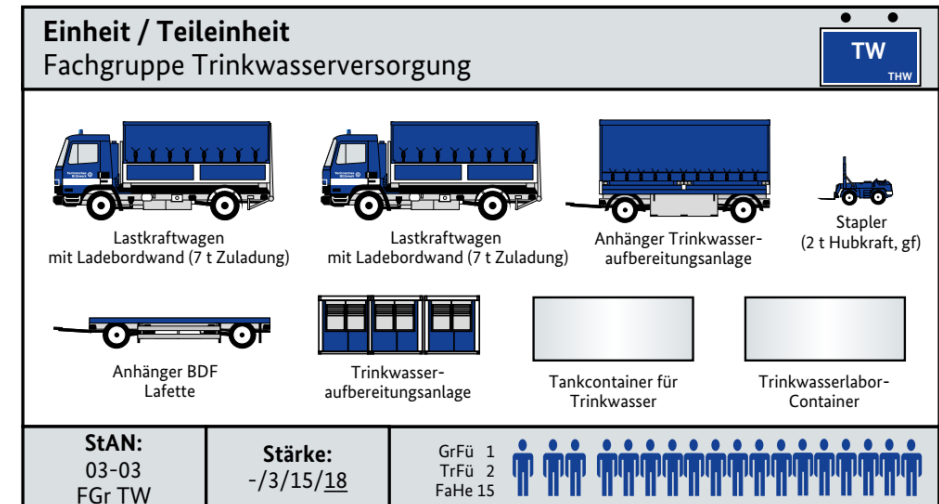 Einheit / Teileinheit
Fachgruppe Trinkwasserversorgung
TW
THW
Lastkraftwagen
mit Ladebordwand (7 t Zuladung)
Lastkraftwagen
mit Ladebordwand (7 t Zuladung)
Anhänger Trinkwasser-
aufbereitungsanlage
Stapler
(2 t Hubkraft, gf)
Anhänger BDF
Lafette
Trinkwasser-
aufbereitungsanlage
Tankcontainer für
Trinkwasser
Trinkwasserlabor-
Container
StAN:
03-03
FGr TW
Stärke:
-/3/15/18
GrFü 1
TrFü 2
FaHe 15